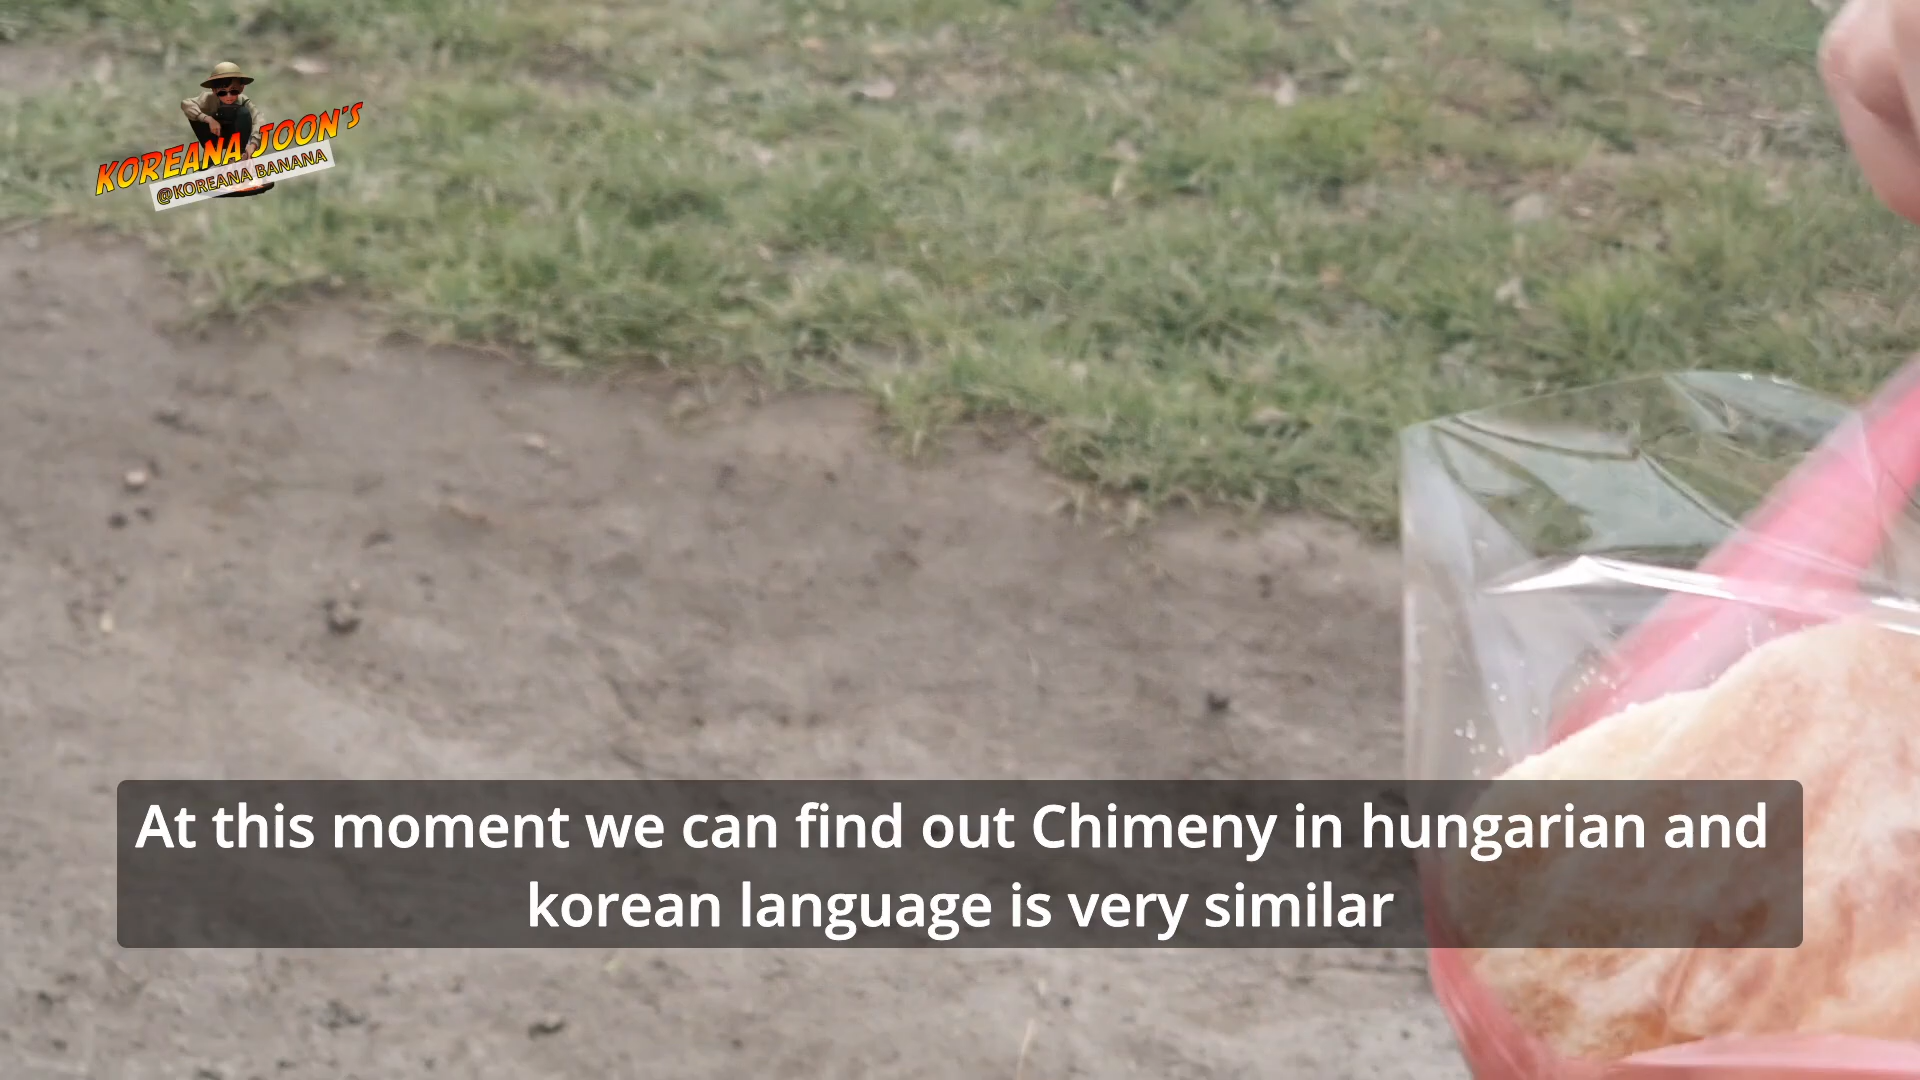 KOREANA JOON'S
@KOREANA BANANA
At this moment we can find out Chimeny in hungarian and
korean language is very similar